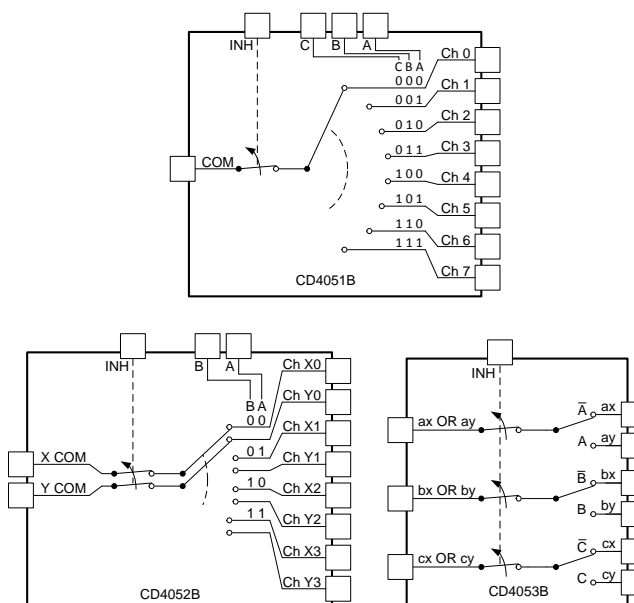 INH C B A
C B A
Ch 0
0 0 0
Ch 1
0 0 1
Ch 2
0 1 0
Ch 3
0 1 1
COM
Ch 4
1 0 0
Ch 5
1 0 1
Ch 6
1 1 0
Ch 7
1 1 1
CD4051B
INH B A
B A
Ch X0
0 0
Ch Y0
Ch X1
0 1
Ch Y1
X COM
Ch X2
1 0
Y COM
Ch Y2
1 1
Ch X3
Ch Y3
CD4052B
INH
ax OR ay
A̅ ax
A ay
bx OR by
B̅ bx
B by
cx OR cy
C̅ cx
C cy
CD4053B